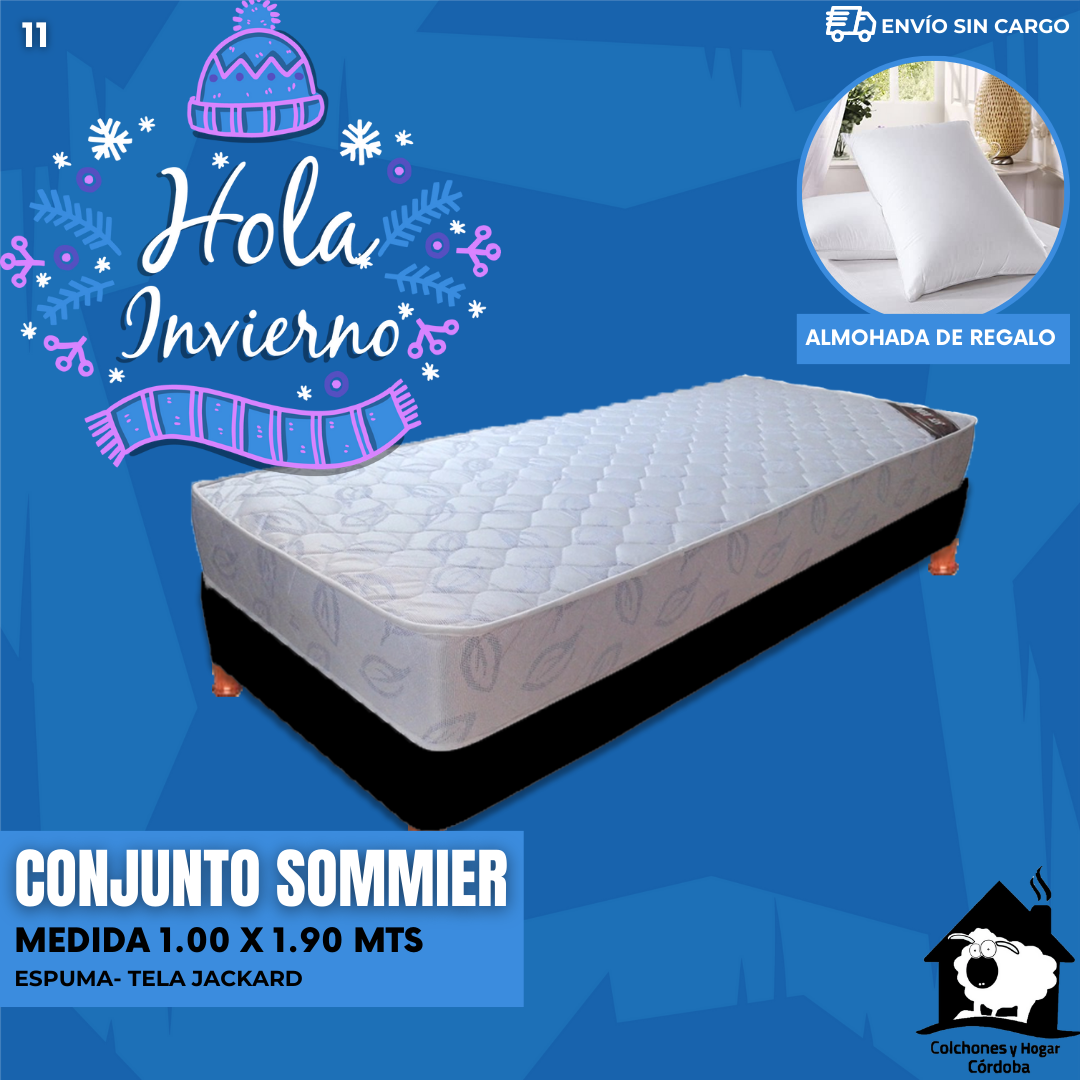 11
ENVÍO SIN CARGO
Hola
Invierno
ALMOHADA DE REGALO
CONJUNTO SOMMIER
MEDIDA 1.00 X 1.90 MTS
ESPUMA- TELA JACKARD
Colchones y Hogar
Córdoba